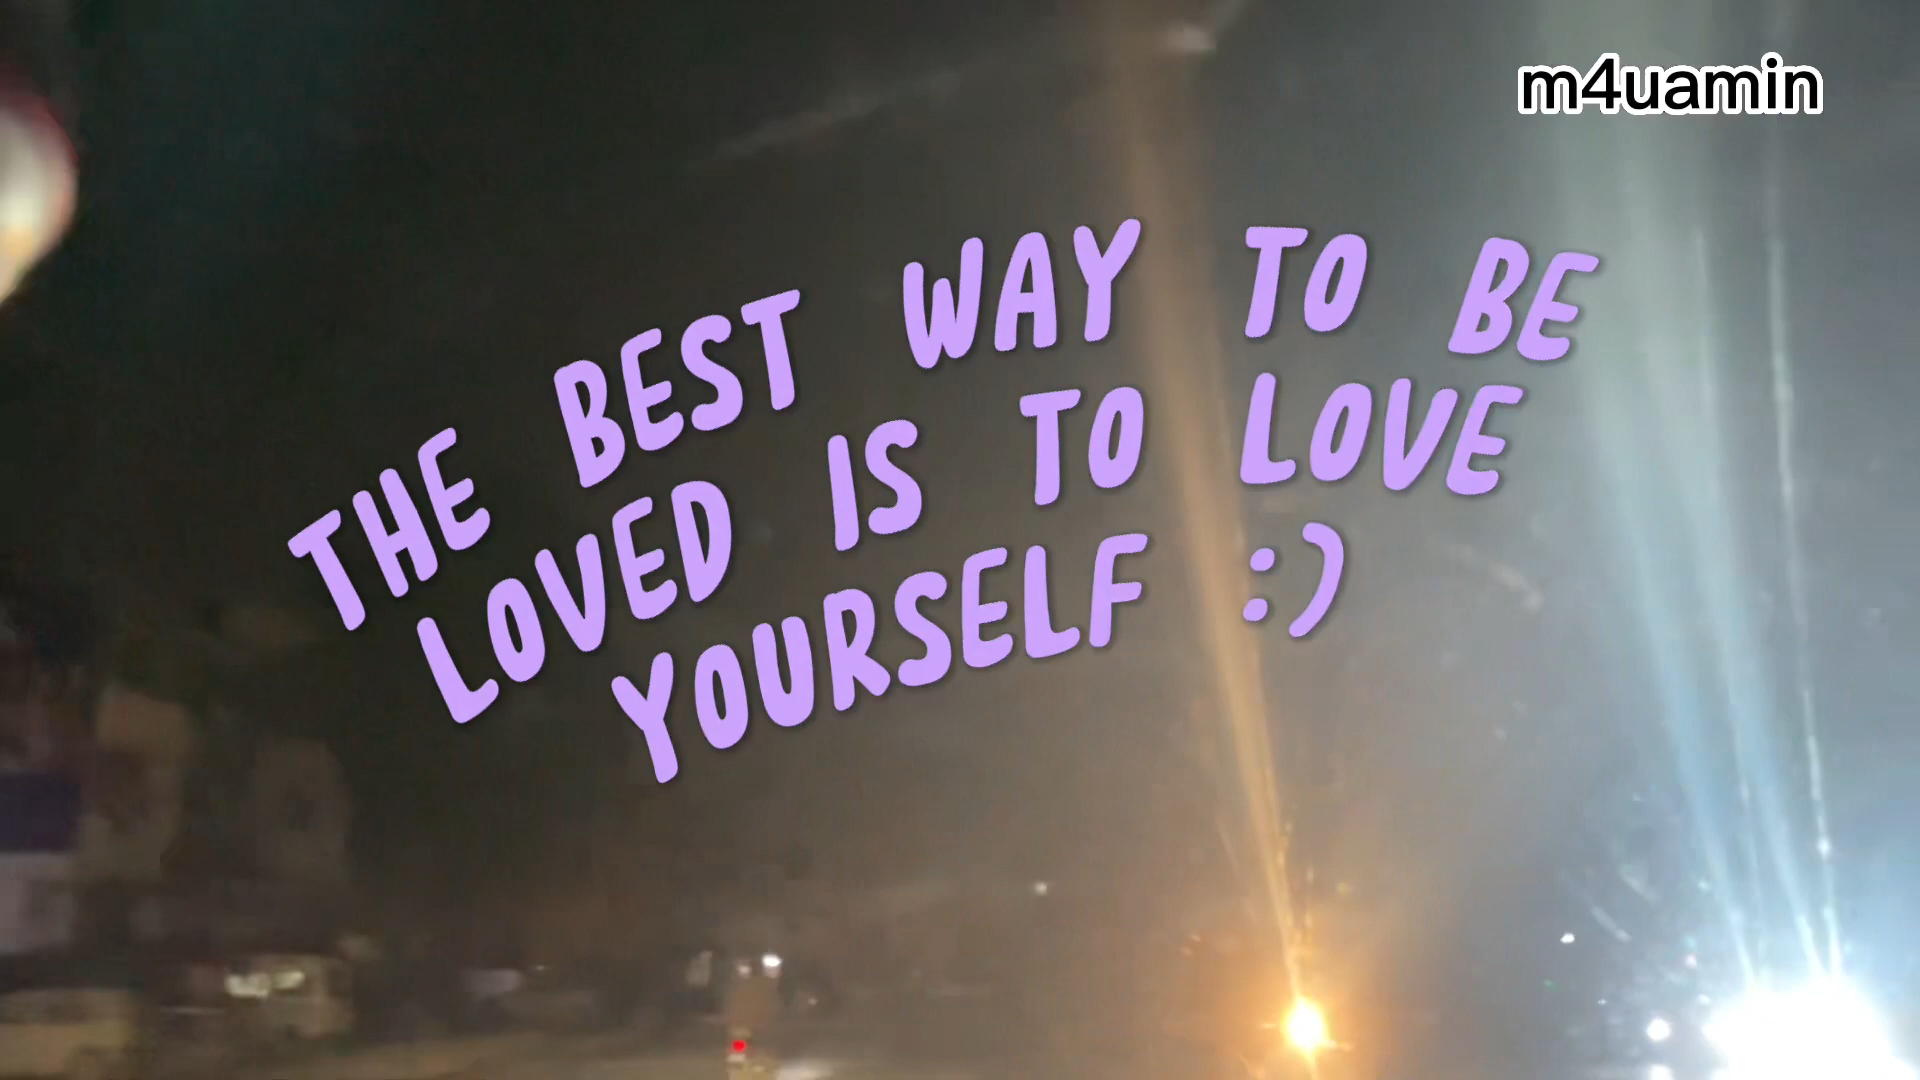 m4uamin
THE BEST WAY TO BE
LOVED IS TO LOVE
YOURSELF :)